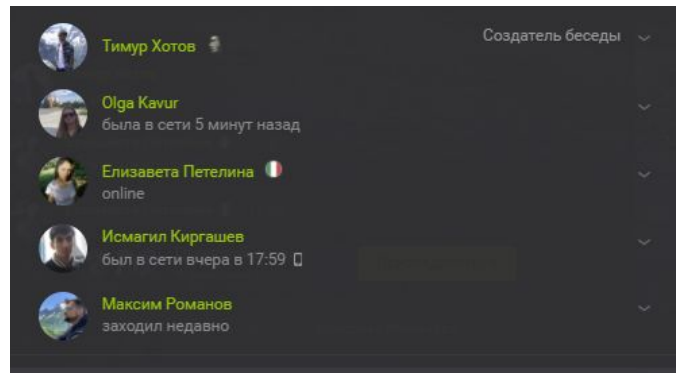 Тимур Хотов
Создатель беседы
Olga Kavur
была в сети 5 минут назад
Елизавета Петелина
online
Исмагил Киргашев
был в сети вчера в 17:59
Максим Романов
заходил недавно